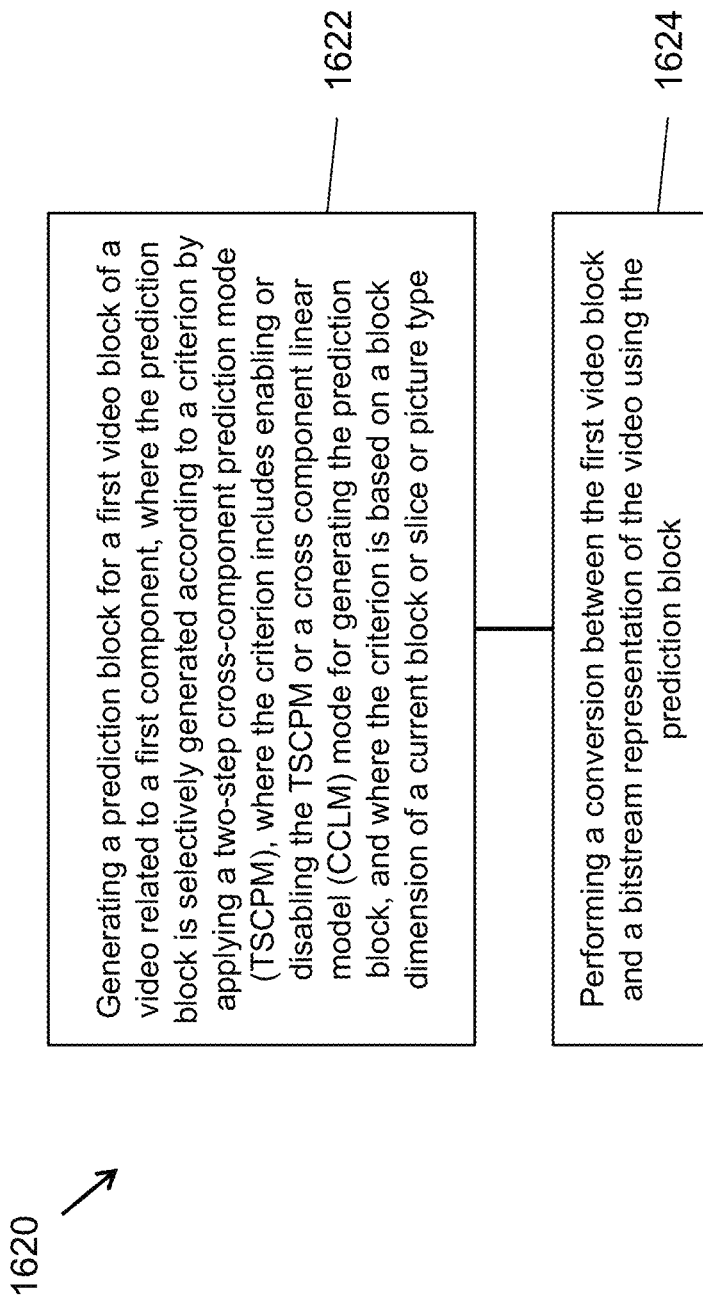 1620
Generating a prediction block for a first video block of a
video related to a first component, where the prediction
block is selectively generated according to a criterion by
applying a two-step cross-component prediction mode
(TSCPM), where the criterion includes enabling or
disabling the TSCPM or a cross component linear
model (CCLM) mode for generating the prediction
block, and where the criterion is based on a block
dimension of a current block or slice or picture type
1622
Performing a conversion between the first video block
and a bitstream representation of the video using the
prediction block
1624